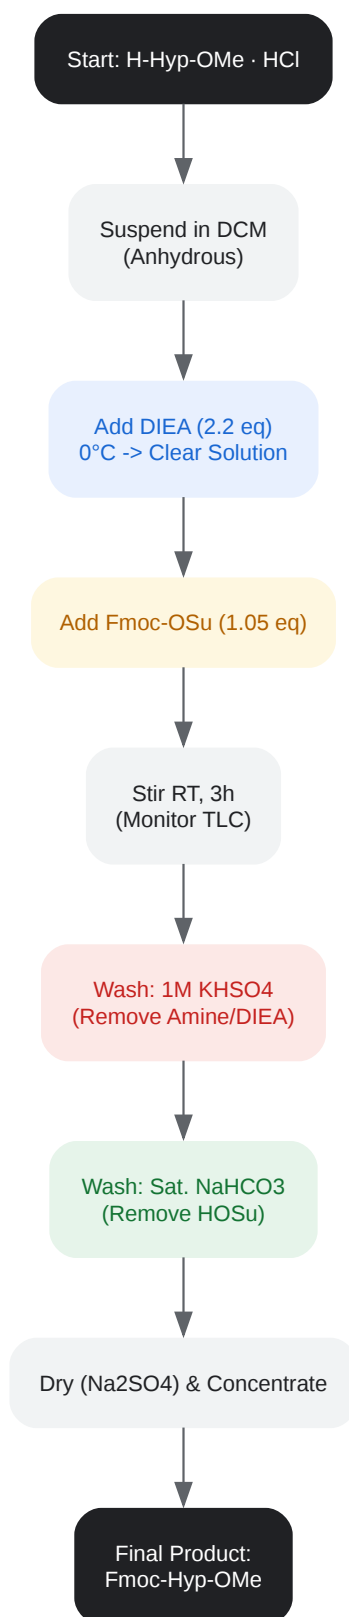 Start: H-Hyp-OMe · HCl
Suspend in DCM
(Anhydrous)
Add DIEA (2.2 eq)
0°C -> Clear Solution
Add Fmoc-OSu (1.05 eq)
Stir RT, 3h
(Monitor TLC)
Wash: 1M KHSO4
(Remove Amine/DIEA)
Wash: Sat. NaHCO3
(Remove HOSu)
Dry (Na2SO4) & Concentrate
Final Product:
Fmoc-Hyp-OMe